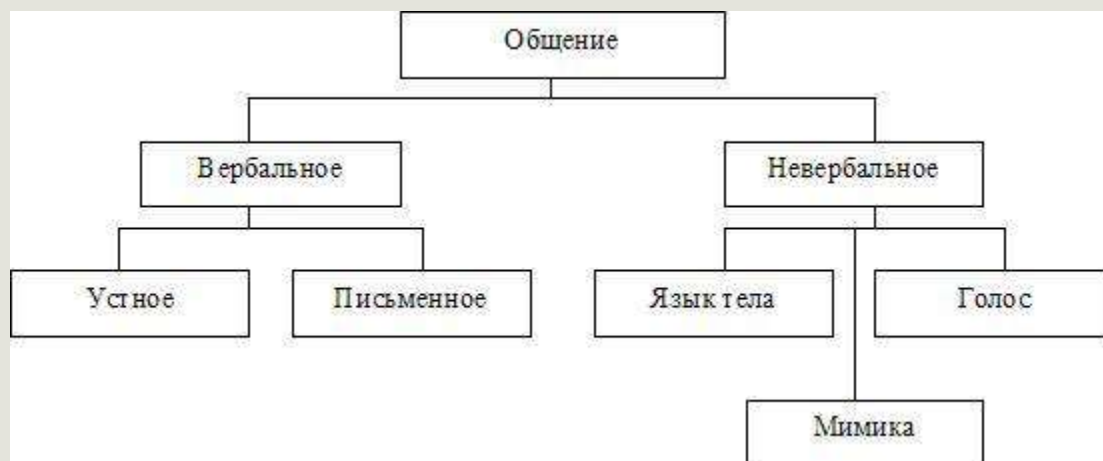 Общение
Вербальное
Невербальное
Устное
Письменное
Язык тела
Голос
Мимика